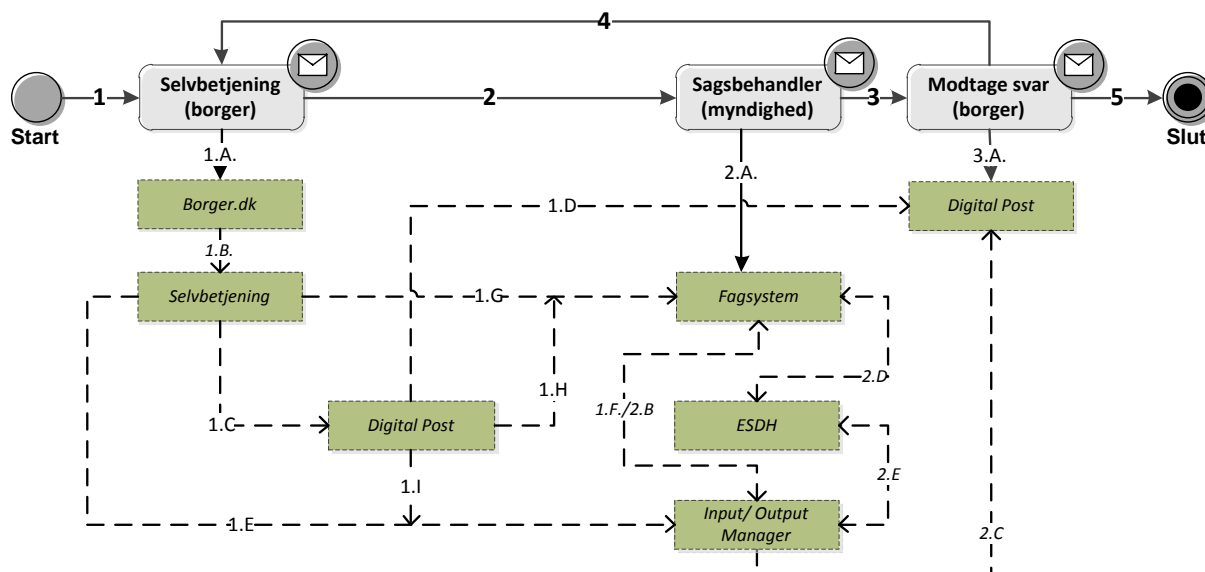 4
Selvbetjening
(borger)
Sagsbehandler
(myndighed)
Modtage svar
(borger)
1
2
3
5
Start
Slut
1.A.
2.A.
3.A.
Borger.dk
1.D
Digital Post
1.B.
Selvbetjening
1.G
Fagsystem
1.H
1.F./2.B
2.D
1.C
Digital Post
ESDH
1.I
2.E
1.E
Input/ Output
Manager
2.C